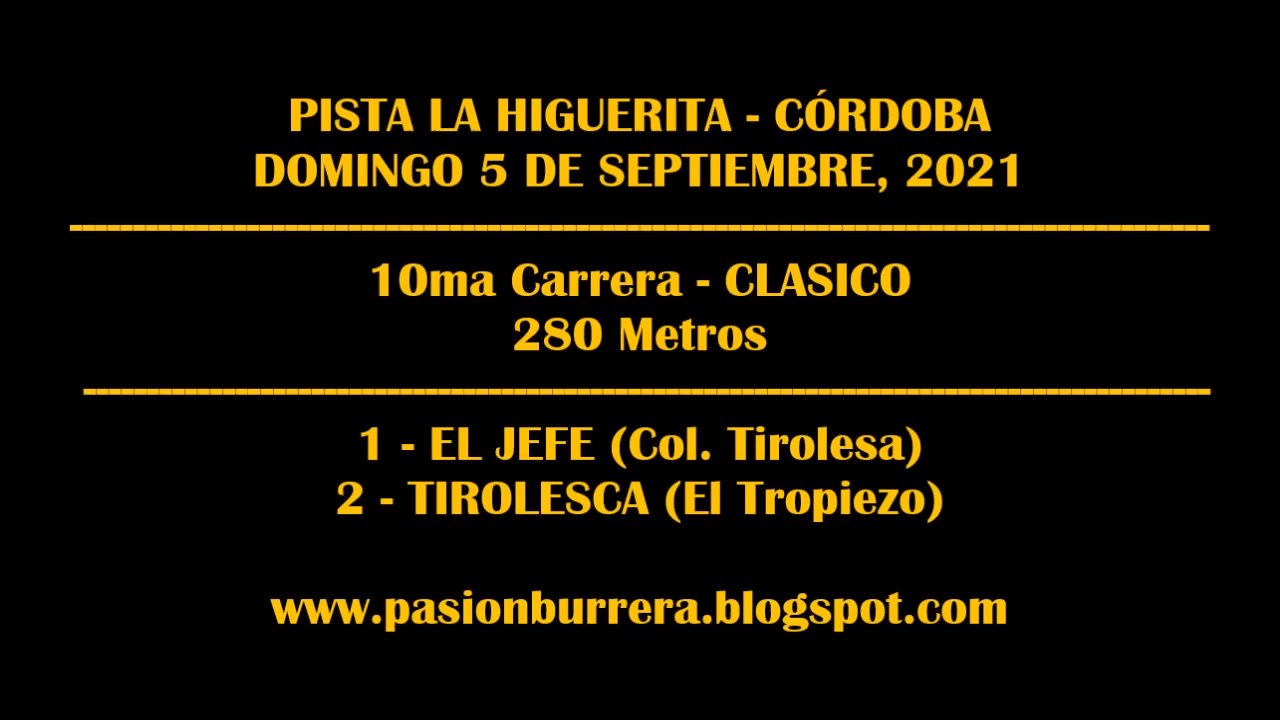 PISTA LA HIGUERITA - CÓRDOBA
DOMINGO 5 DE SEPTIEMBRE, 2021
10ma Carrera - CLASICO
280 Metros
1 - EL JEFE (Col. Tirolesa)
2 - TIROLESCA (El Tropiezo)
www.pasionburrera.blogspot.com